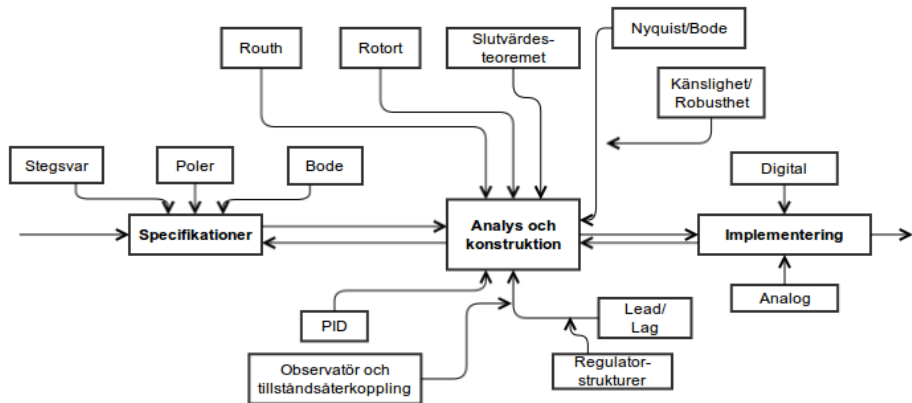 Routh
Rotort
Slutvärdes-
teoremet
Nyquist/Bode
Känslighet/
Robusthet
Stegsvar
Poler
Bode
Digital
Specifikationer
Analys och
konstruktion
Implementering
PID
Lead/
Lag
Analog
Observatör och
tillståndsåterkoppling
Regulator-
strukturer